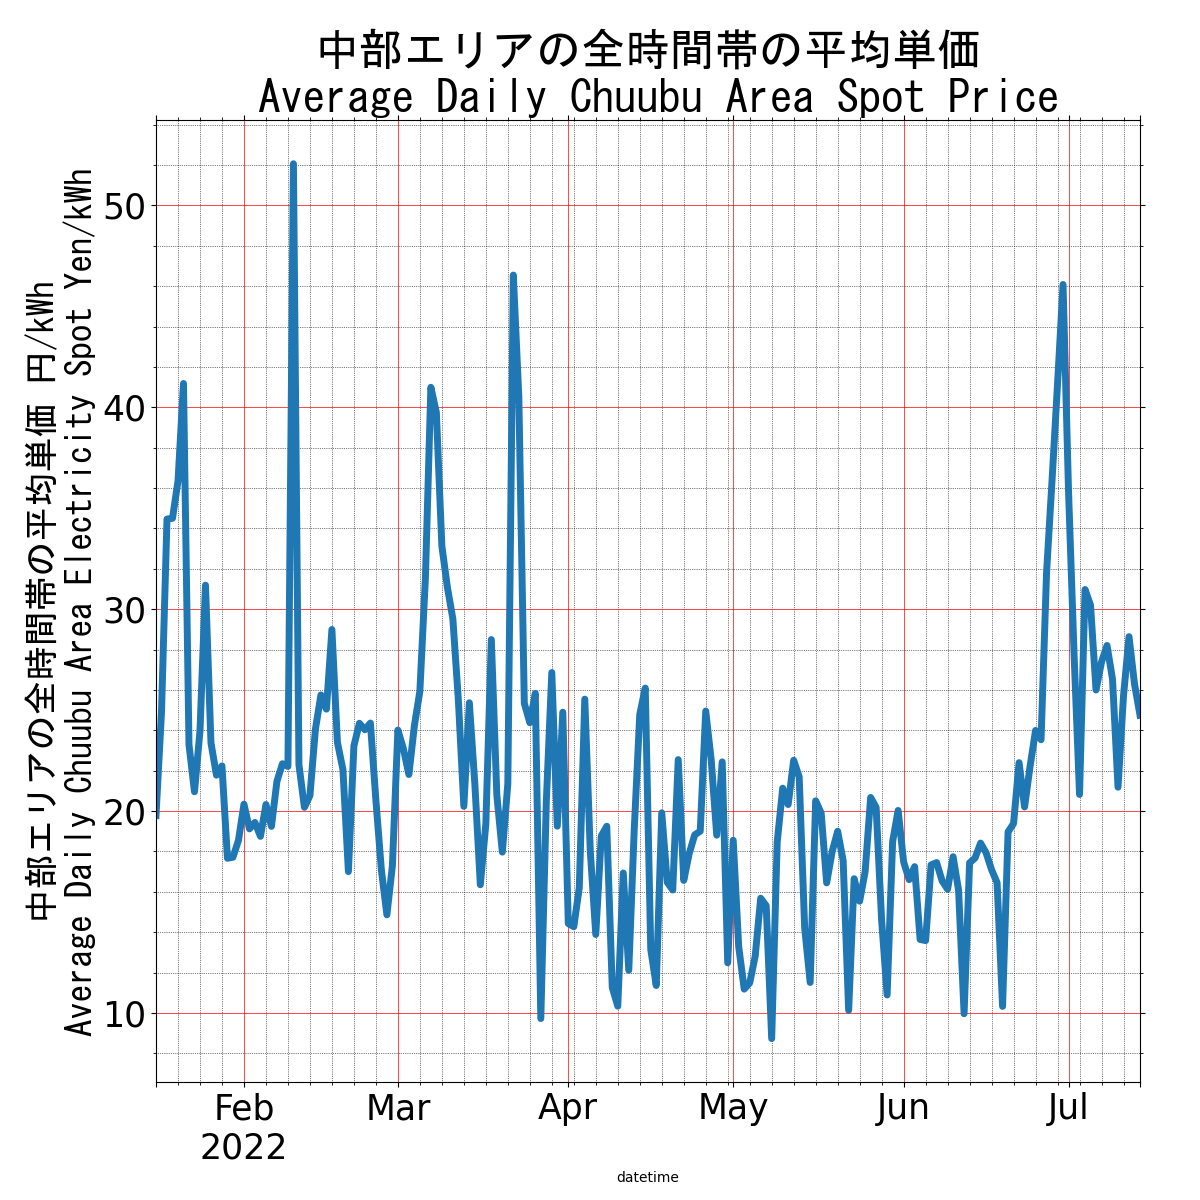 中部エリアの全時間帯の平均単価
Average Daily Chuubu Area Spot Price
中部エリアの全時間帯の平均単価 円/kWh
Average Daily Chuubu Area Electricity Spot Yen/kWh
50
40
30
20
10
Feb
2022
Mar
Apr
May
Jun
Jul
datetime